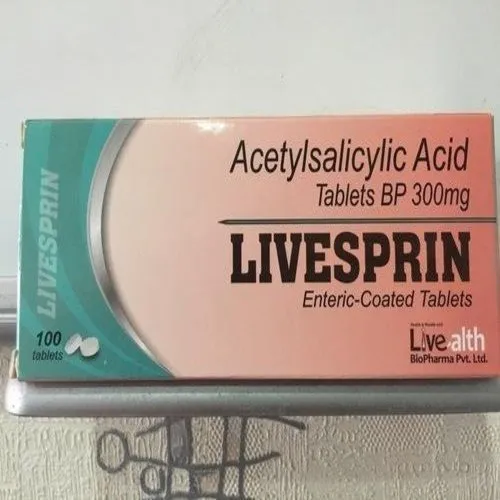 Acetylsalicylic Acid
Tablets BP 300mg
LIVESPRIN
Enteric-Coated Tablets
LIVESPRIN
100
tablets
Livealth
BioPharma Pvt. Ltd.